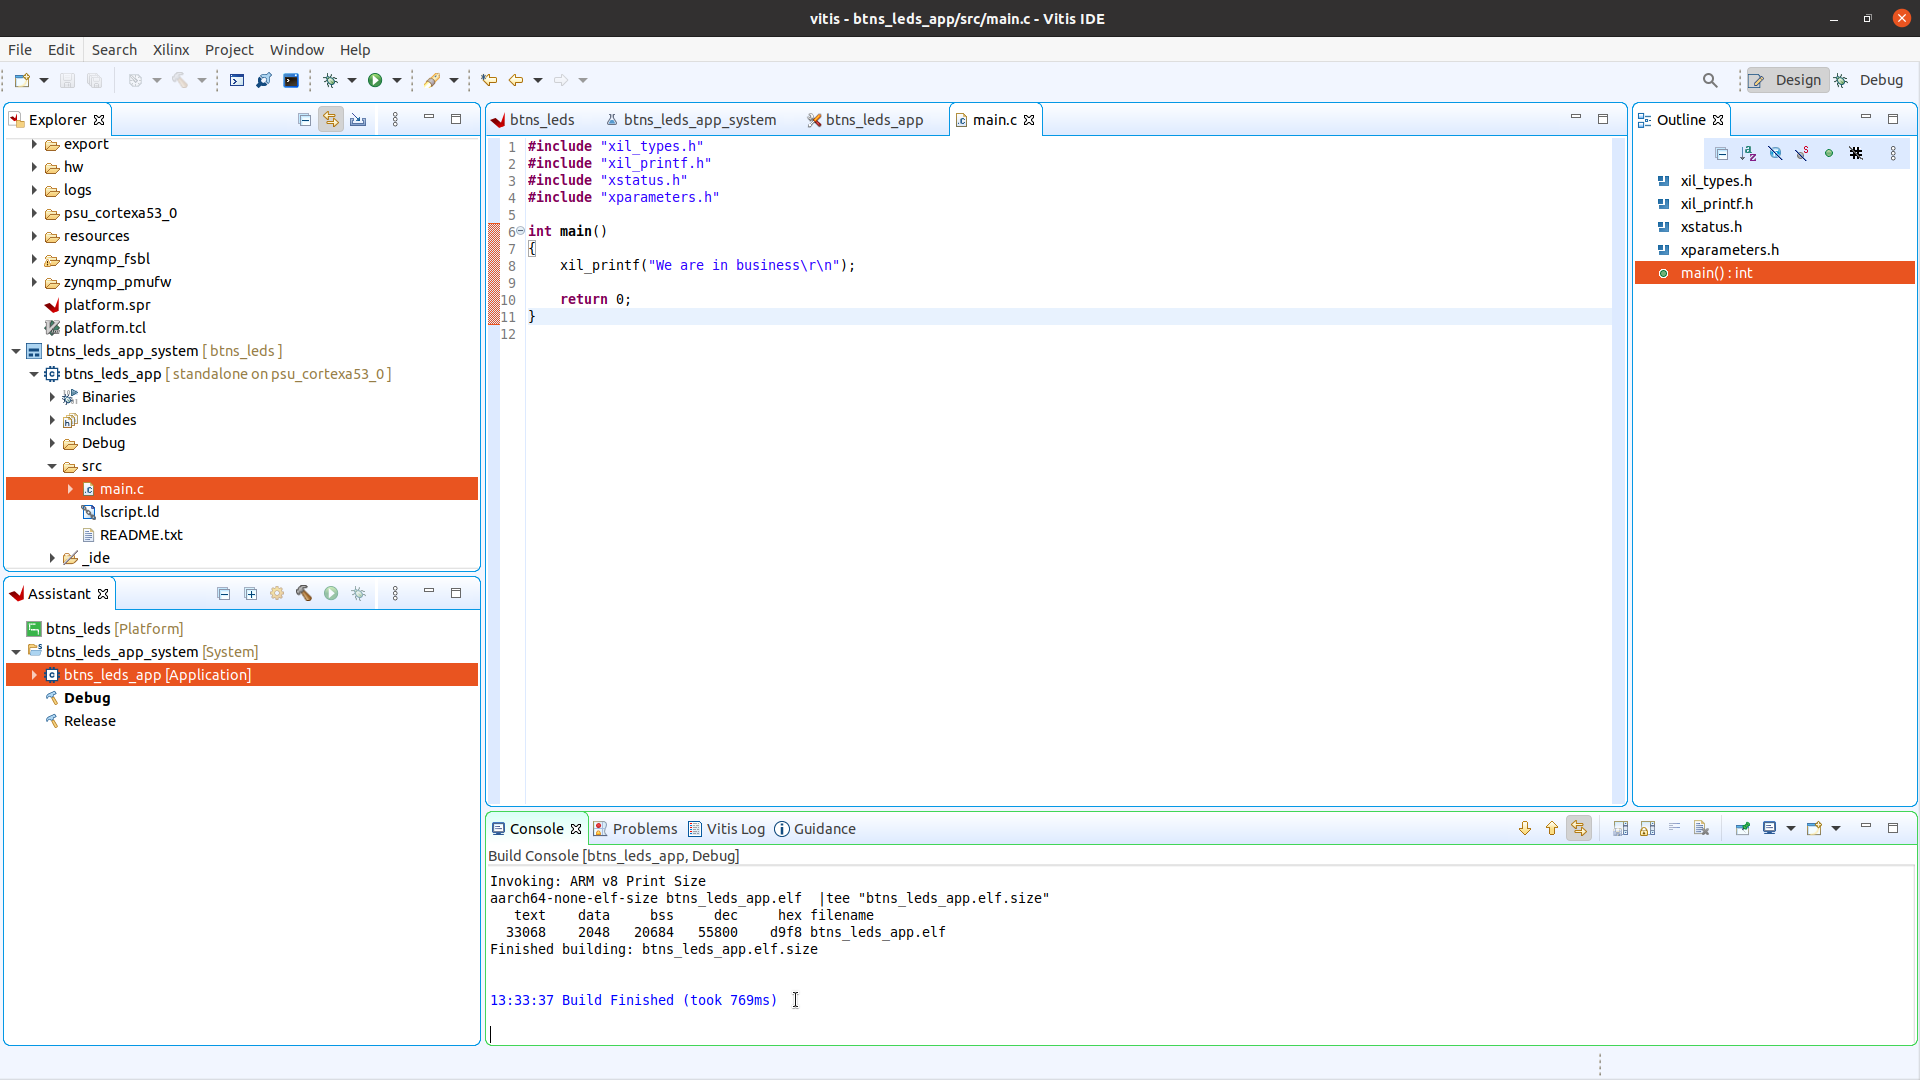 vitis - btns_leds_app/src/main.c - Vitis IDE
File Edit Search Xilinx Project Window Help
Design Debug
Explorer
export
hw
logs
psu_cortexa53_0
resources
zynqmp_fsbl
zynqmp_pmufw
platform.spr
platform.tcl
btns_leds_app_system [ btns_leds ]
btns_leds_app [ standalone on psu_cortexa53_0 ]
Binaries
Includes
Debug
src
main.c
lscript.ld
README.txt
_ide
Assistant
btns_leds [Platform]
btns_leds_app_system [System]
btns_leds_app [Application]
Debug
Release
btns_leds btns_leds_app_system btns_leds_app main.c
1 #include "xil_types.h"
2 #include "xil_printf.h"
3 #include "xstatus.h"
4 #include "xparameters.h"
5
6 int main()
7 {
8 xil_printf("We are in business\r\n");
9
10 return 0;
11 }
12
Outline
xil_types.h
xil_printf.h
xstatus.h
xparameters.h
main() : int
Console Problems Vitis Log Guidance
Build Console [btns_leds_app, Debug]
Invoking: ARM v8 Print Size
aarch64-none-elf-size btns_leds_app.elf |tee "btns_leds_app.elf.size"
text data bss dec hex filename
33068 2048 20684 55800 d9f8 btns_leds_app.elf
Finished building: btns_leds_app.elf.size
13:33:37 Build Finished (took 769ms)